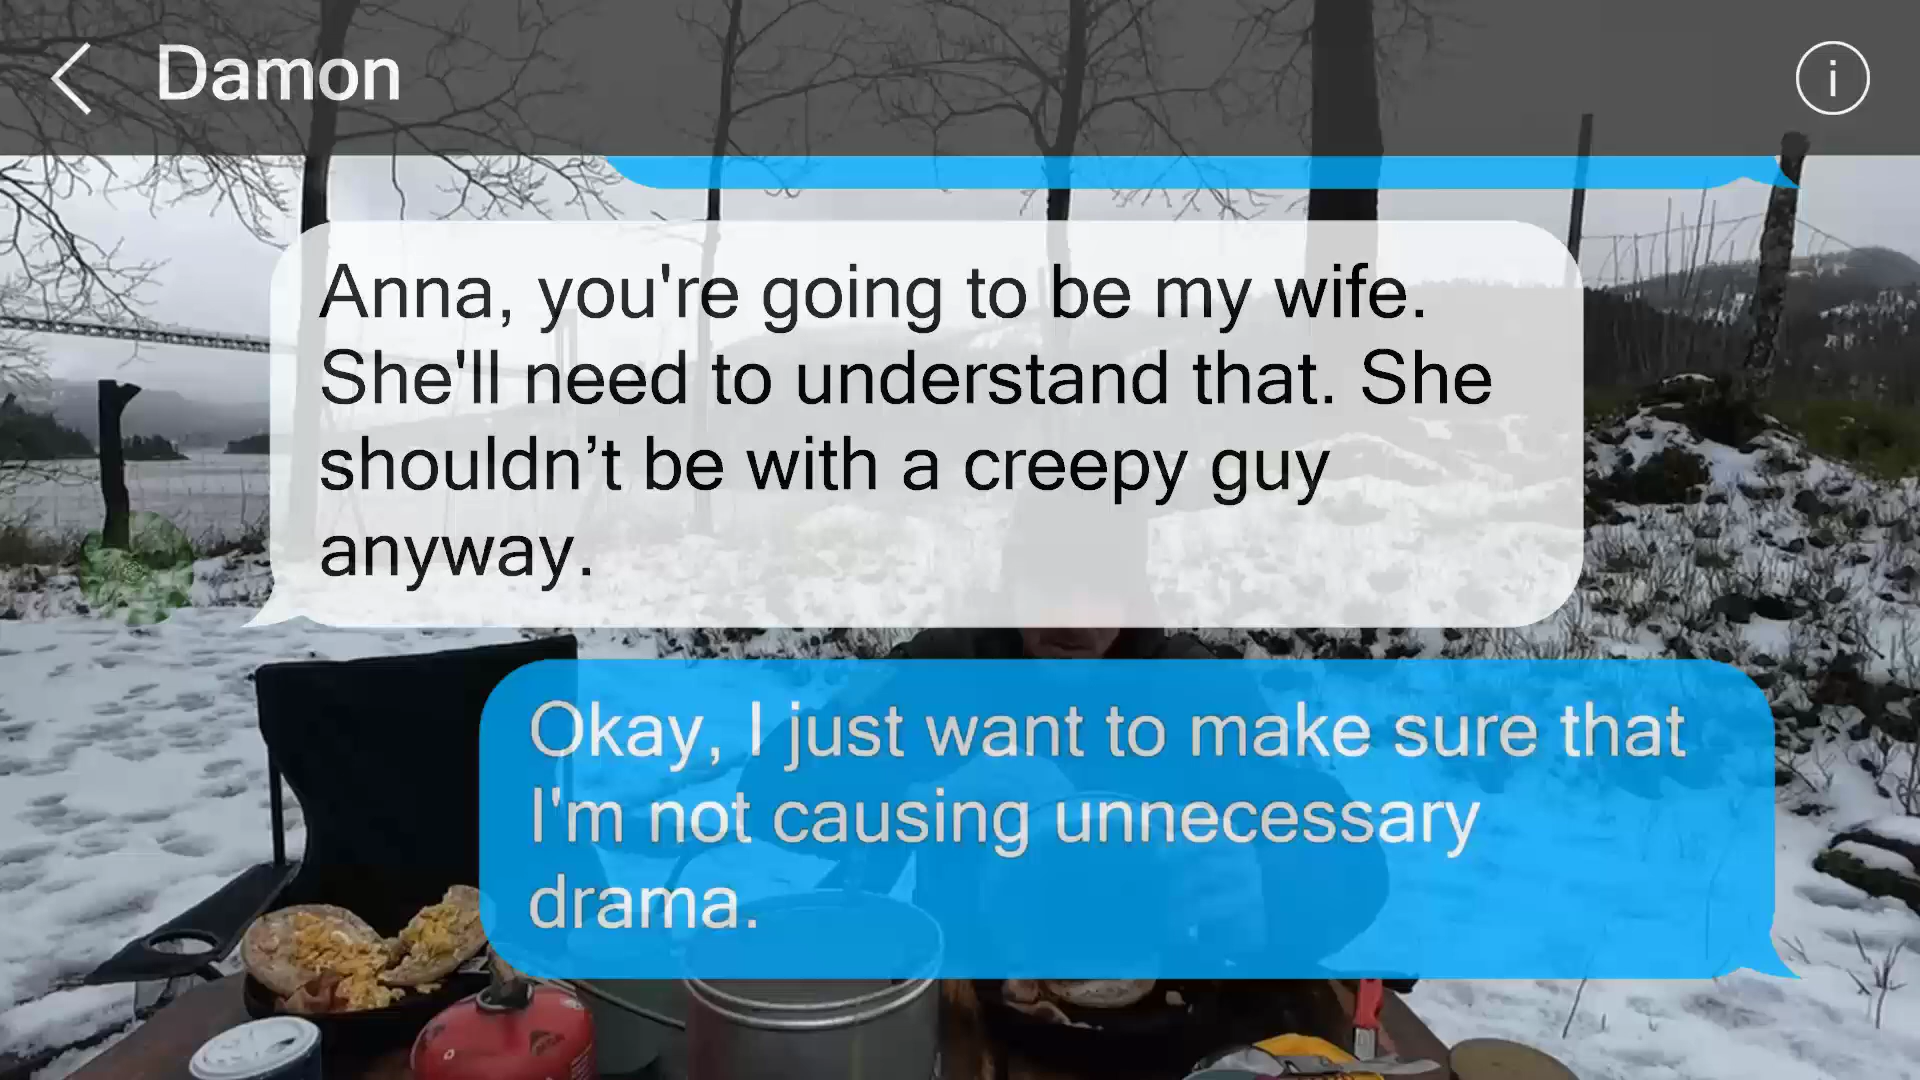 Damon
i
Anna, you're going to be my wife.
She'll need to understand that. She
shouldn’t be with a creepy guy
anyway.
Okay, I just want to make sure that
I'm not causing unnecessary
drama.